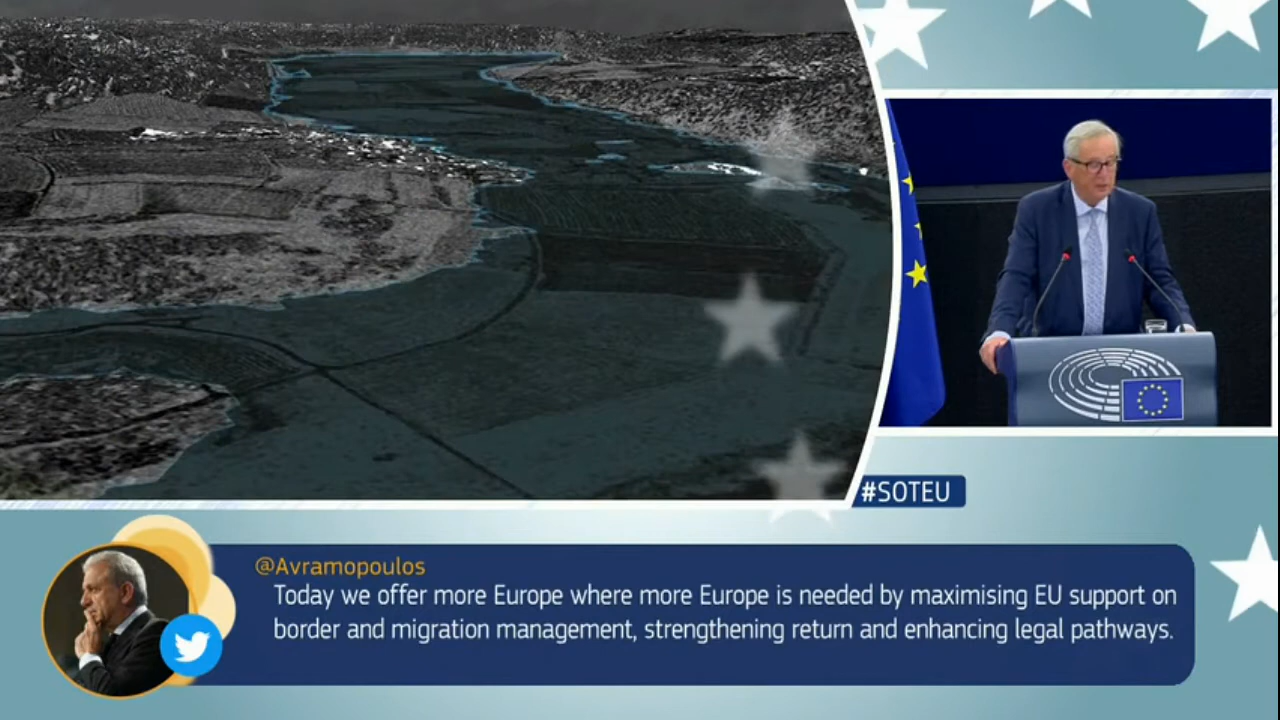 #SOTEU
@Avramopoulos
Today we offer more Europe where more Europe is needed by maximising EU support on
border and migration management, strengthening return and enhancing legal pathways.